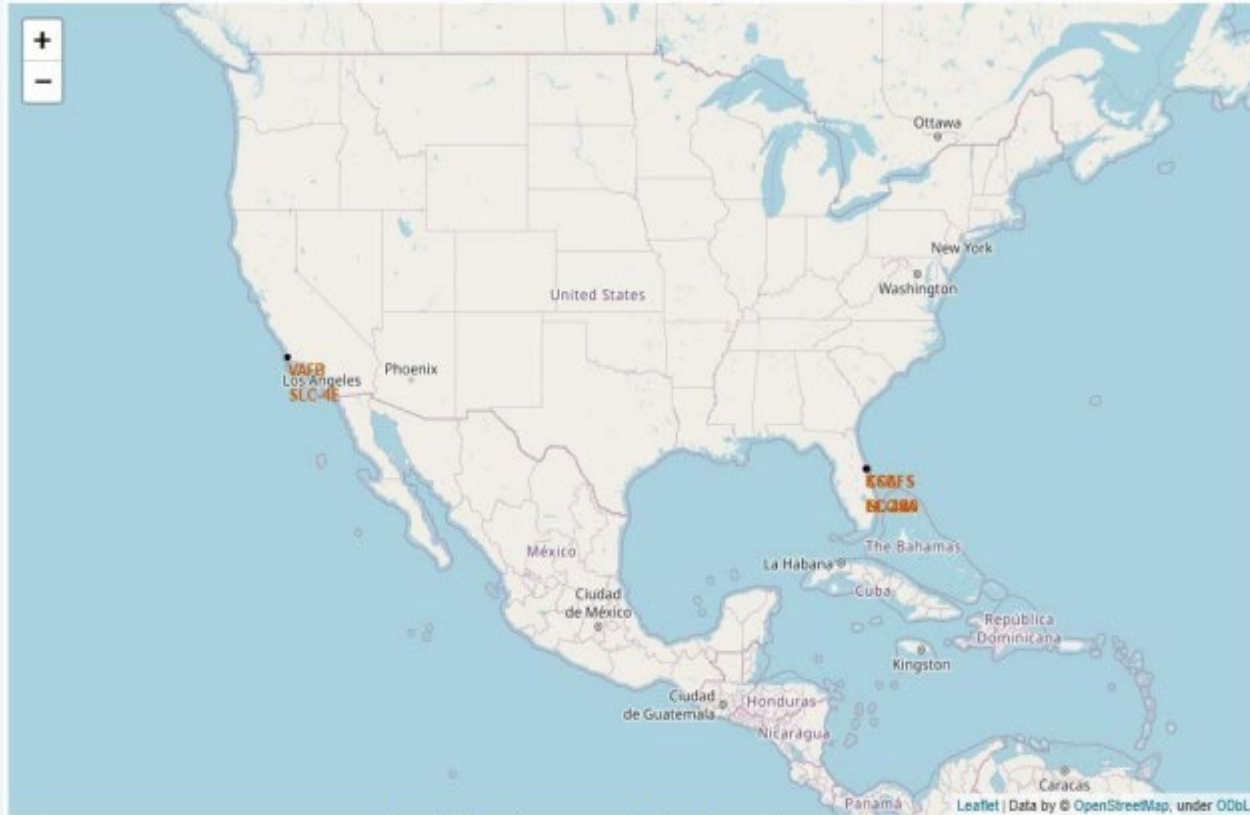 +
−
Ottawa
New York
Washington
United States
VAFB
Los Angeles
SLC-4E
Phoenix
México
The Bahamas
La Habana
Cuba
Ciudad
de México
República
Dominicana
Kingston
Ciudad
de Guatemala
Honduras
Nicaragua
Caracas
Panamá
Leaflet | Data by © OpenStreetMap, under ODbL